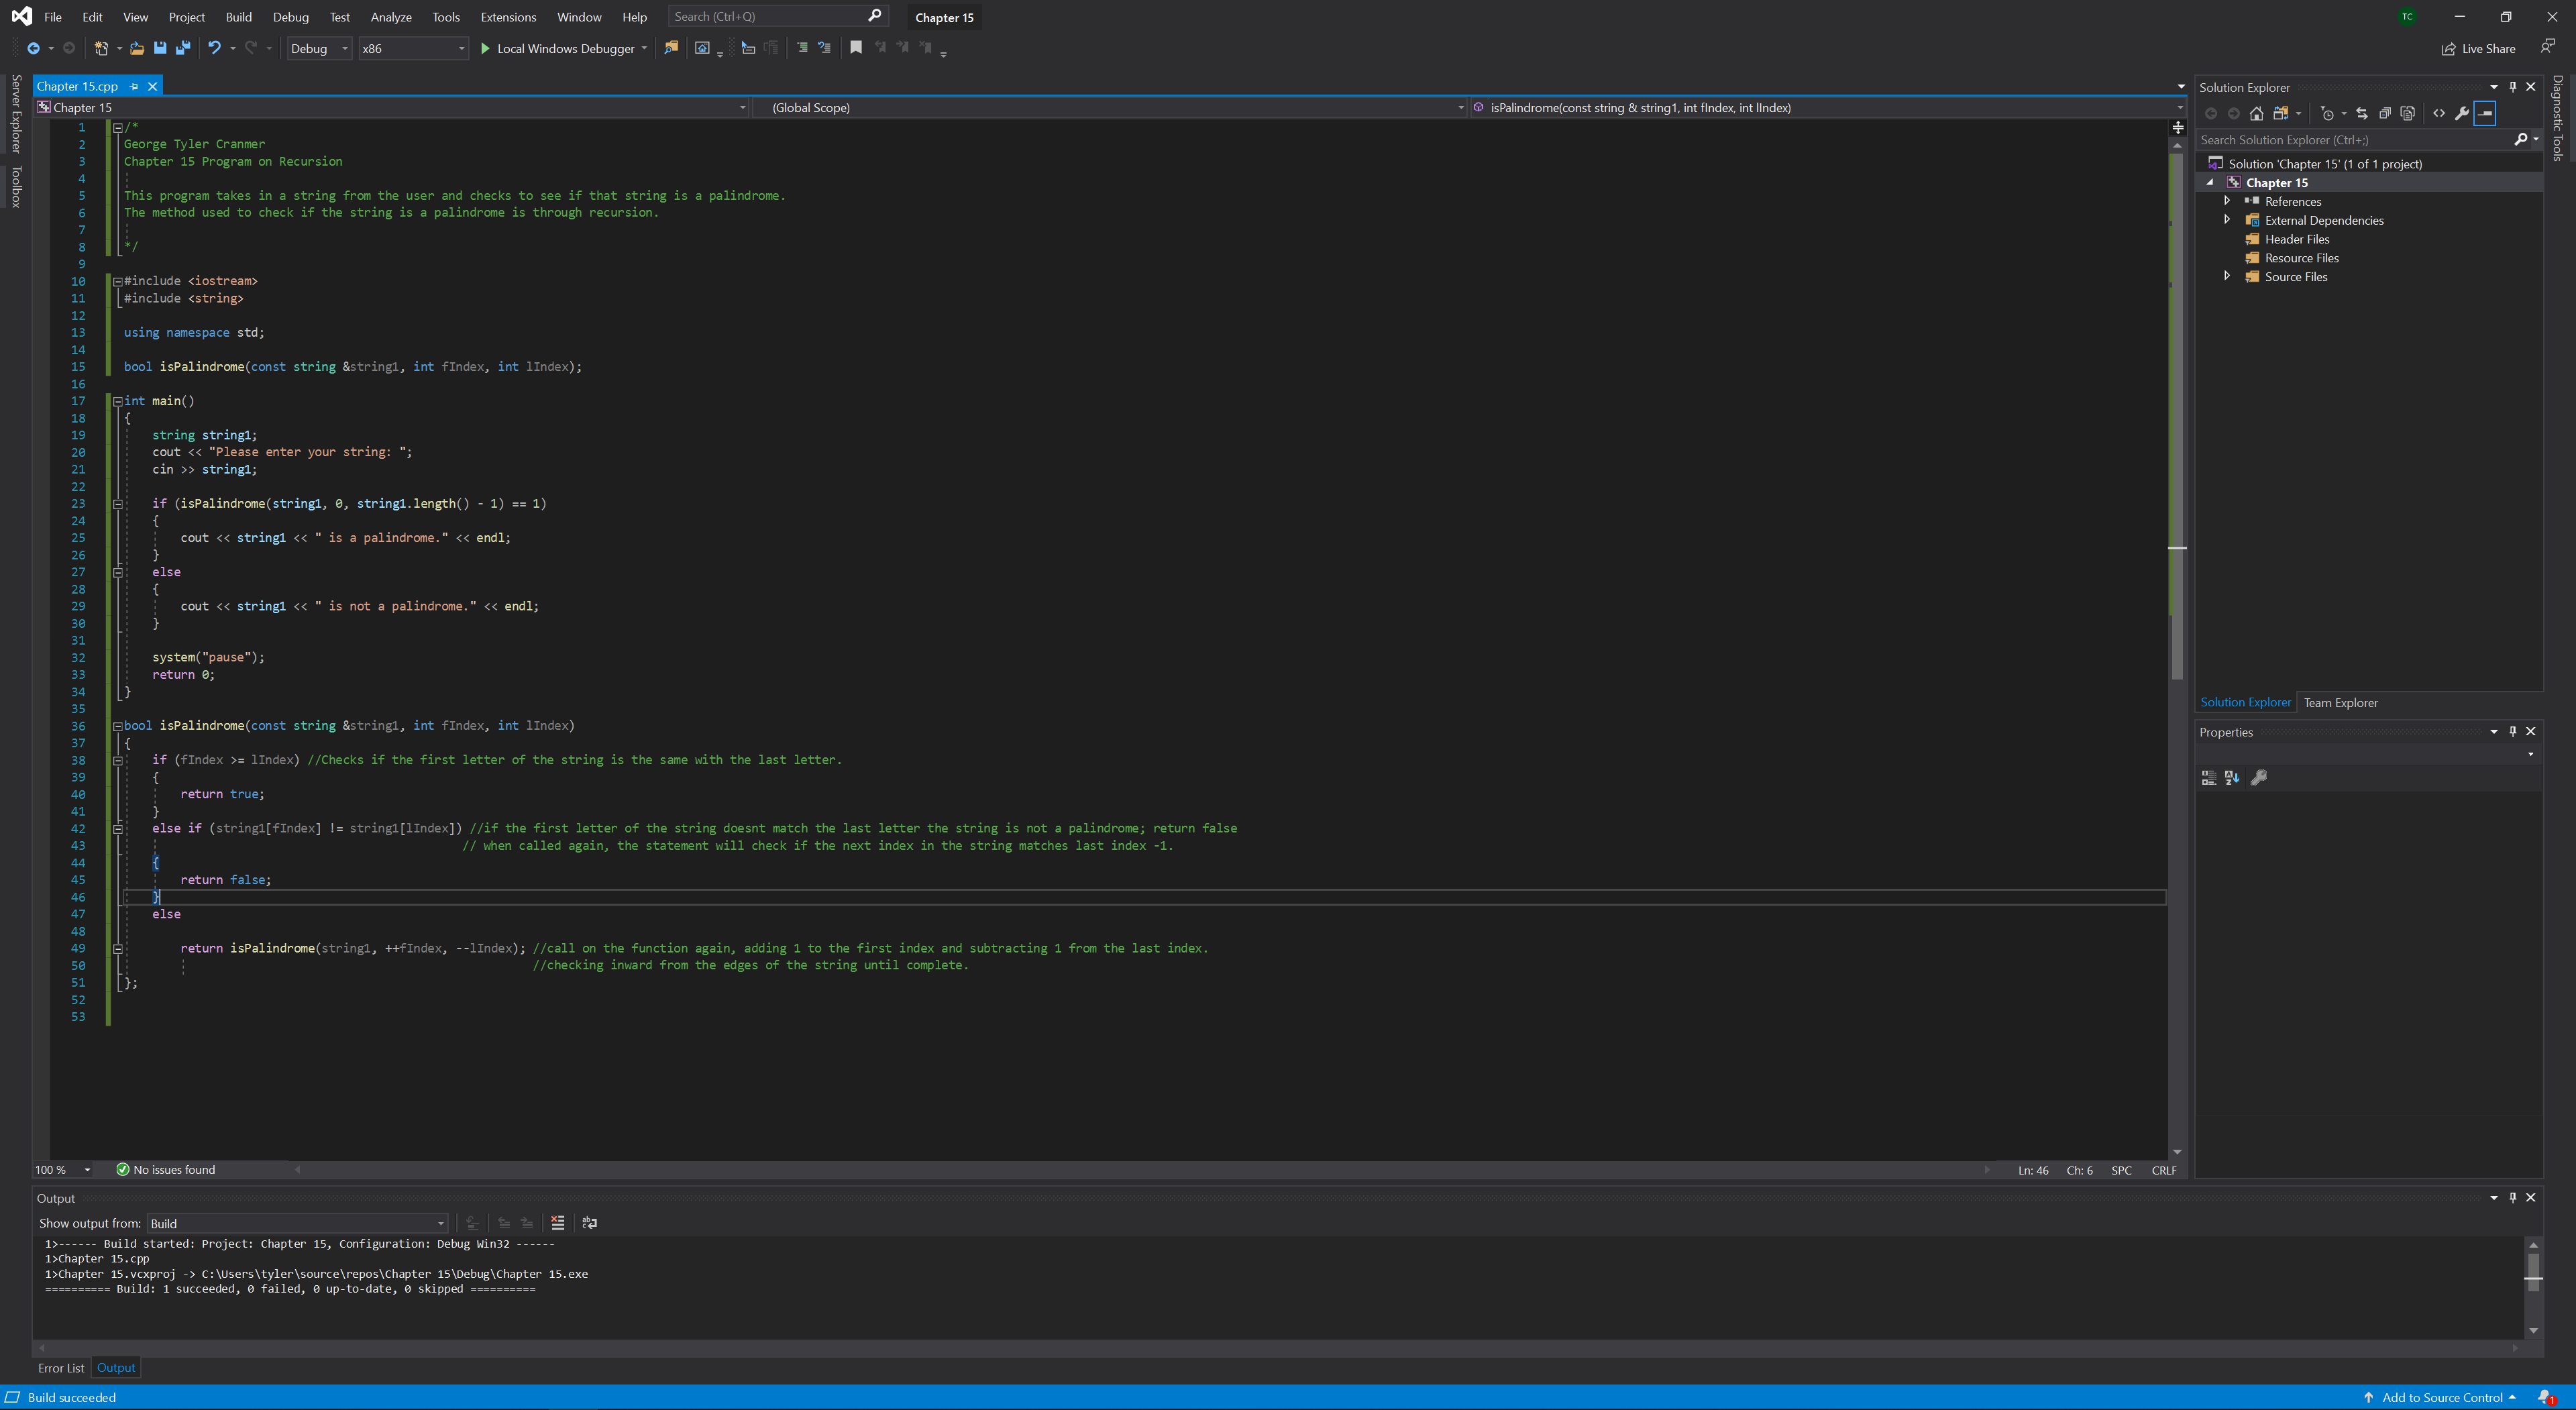 File Edit View Project Build Debug Test Analyze Tools Extensions Window Help Search (Ctrl+Q) Chapter 15 TC
Debug x86 Local Windows Debugger Live Share
Server Explorer
Toolbox
Chapter 15.cpp
Chapter 15 (Global Scope) isPalindrome(const string & string1, int fIndex, int lIndex)
1 /*
2 George Tyler Cranmer
3 Chapter 15 Program on Recursion
4
5 This program takes in a string from the user and checks to see if that string is a palindrome.
6 The method used to check if the string is a palindrome is through recursion.
7
8 */
9
10 #include <iostream>
11 #include <string>
12
13 using namespace std;
14
15 bool isPalindrome(const string &string1, int fIndex, int lIndex);
16
17 int main()
18 {
19 string string1;
20 cout << "Please enter your string: ";
21 cin >> string1;
22
23 if (isPalindrome(string1, 0, string1.length() - 1) == 1)
24 {
25 cout << string1 << " is a palindrome." << endl;
26 }
27 else
28 {
29 cout << string1 << " is not a palindrome." << endl;
30 }
31
32 system("pause");
33 return 0;
34 }
35
36 bool isPalindrome(const string &string1, int fIndex, int lIndex)
37 {
38 if (fIndex >= lIndex) //Checks if the first letter of the string is the same with the last letter.
39 {
40 return true;
41 }
42 else if (string1[fIndex] != string1[lIndex]) //if the first letter of the string doesnt match the last letter the string is not a palindrome; return false
43 // when called again, the statement will check if the next index in the string matches last index -1.
44 {
45 return false;
46 }
47 else
48
49 return isPalindrome(string1, ++fIndex, --lIndex); //call on the function again, adding 1 to the first index and subtracting 1 from the last index.
50 //checking inward from the edges of the string until complete.
51 };
52
53
100 % No issues found Ln: 46 Ch: 6 SPC CRLF
Solution Explorer
Search Solution Explorer (Ctrl+;)
Solution 'Chapter 15' (1 of 1 project)
Chapter 15
References
External Dependencies
Header Files
Resource Files
Source Files
Solution Explorer Team Explorer
Properties
Diagnostic Tools
Output
Show output from: Build
1>------ Build started: Project: Chapter 15, Configuration: Debug Win32 ------
1>Chapter 15.cpp
1>Chapter 15.vcxproj -> C:\Users\tyler\source\repos\Chapter 15\Debug\Chapter 15.exe
========== Build: 1 succeeded, 0 failed, 0 up-to-date, 0 skipped ==========
Error List Output
Build succeeded Add to Source Control 1